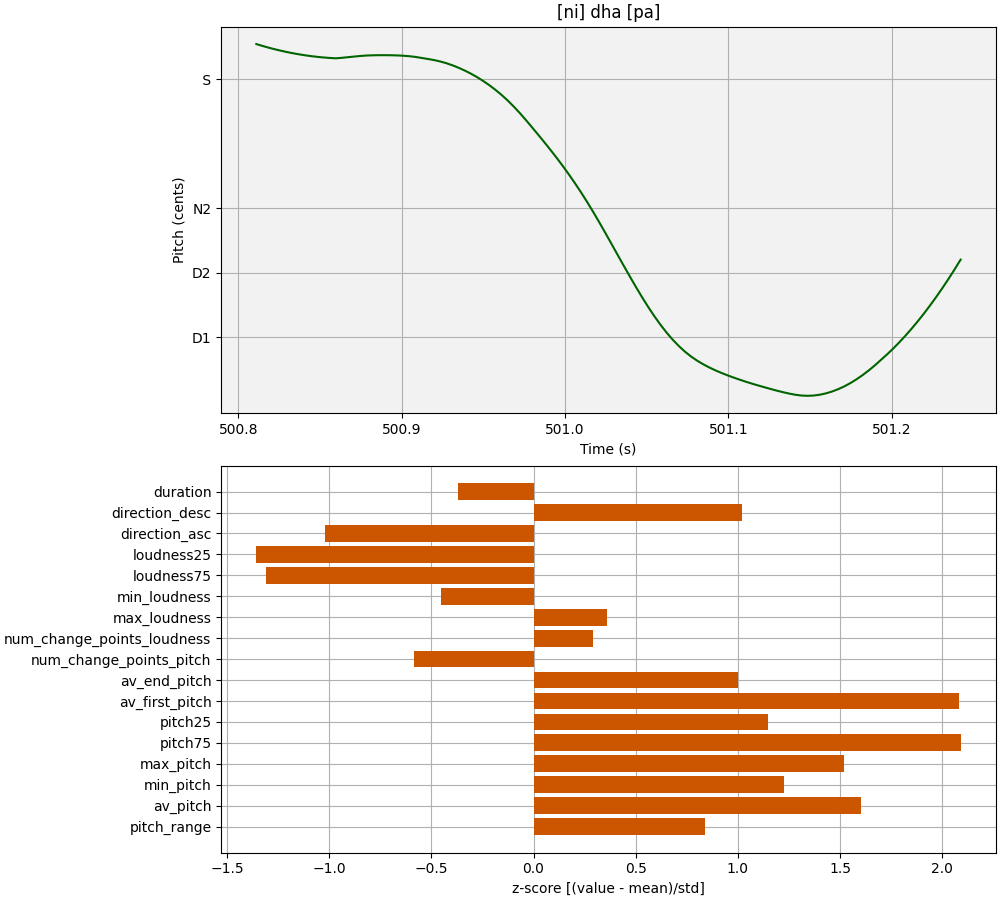 [ni] dha [pa]
S
N2
D2
D1
Pitch (cents)
500.8 500.9 501.0 501.1 501.2
Time (s)
duration
direction_desc
direction_asc
loudness25
loudness75
min_loudness
max_loudness
num_change_points_loudness
num_change_points_pitch
av_end_pitch
av_first_pitch
pitch25
pitch75
max_pitch
min_pitch
av_pitch
pitch_range
−1.5 −1.0 −0.5 0.0 0.5 1.0 1.5 2.0
z-score [(value - mean)/std]